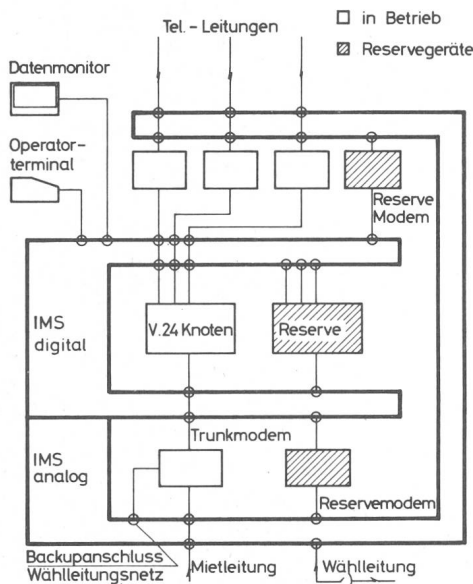 Tel.-Leitungen
in Betrieb
Reservegeräte
Datenmonitor
Operator-
terminal
Reserve
Modem
IMS
digital
V.24 Knoten
Reserve
Trunkmodem
IMS
analog
Reservemodem
Backupanschluss
Wählleitungsnetz
Mietleitung
Wählleitung